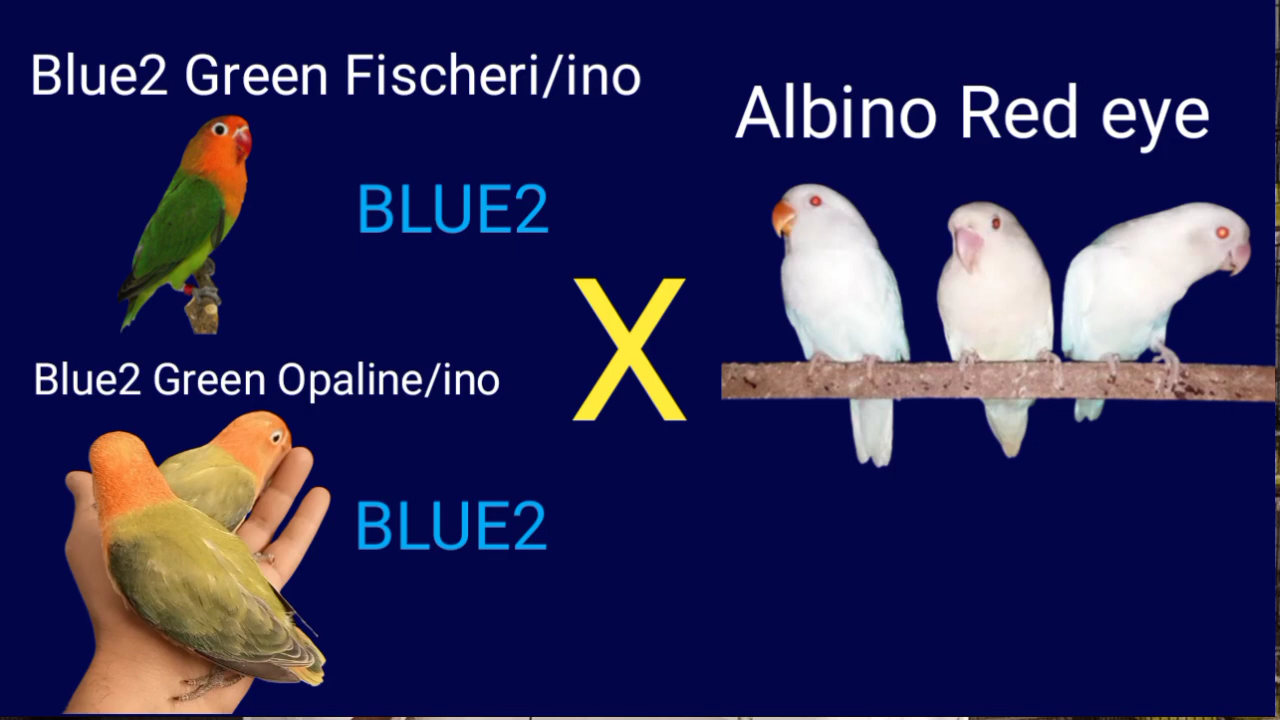 Blue2 Green Fischeri/ino
Albino Red eye
BLUE2
X
Blue2 Green Opaline/ino
BLUE2